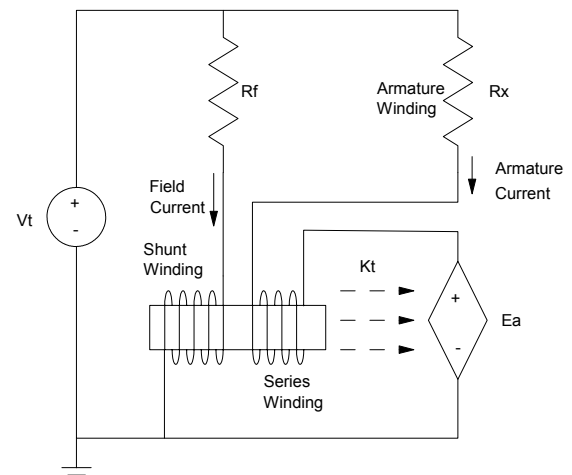 Rf
Armature
Winding
Rx
Field
Current
Armature
Current
+
-
Vt
Shunt
Winding
Kt
+
-
Ea
Series
Winding